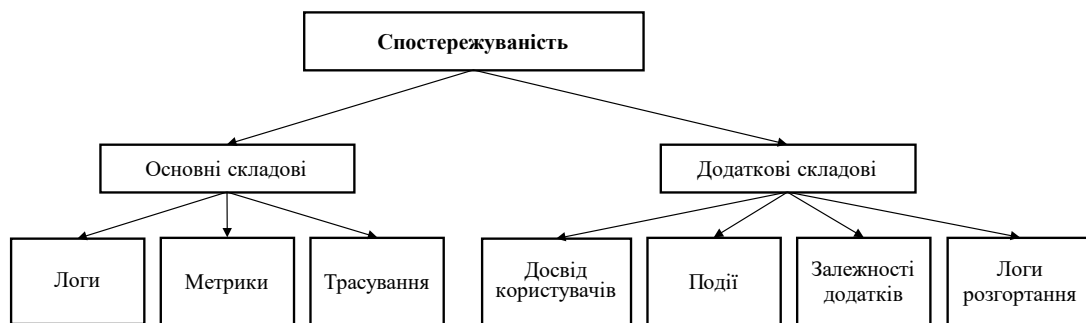 Спостережуваність
Основні складові
Додаткові складові
Логи
Метрики
Трасування
Досвід
користувачів
Події
Залежності
додатків
Логи
розгортання